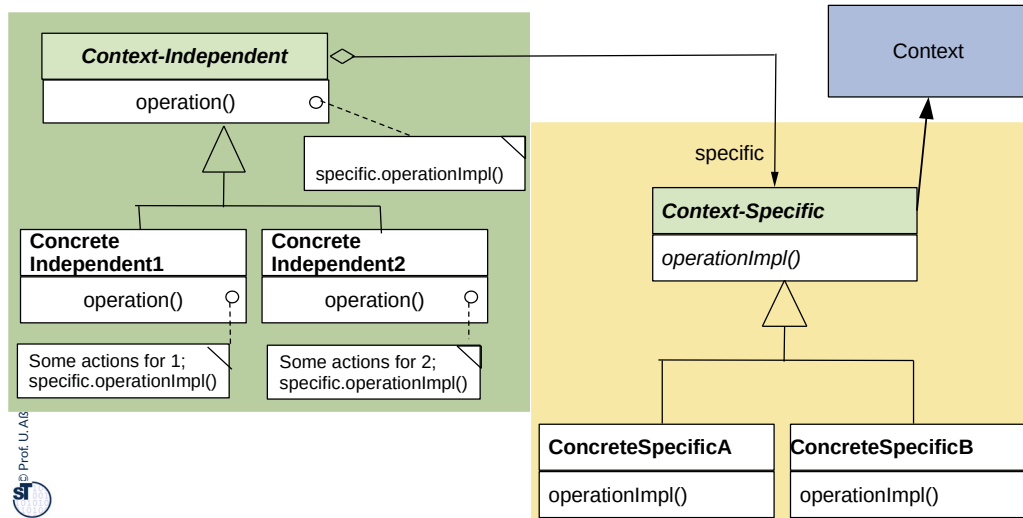 Context-Independent
operation()
specific.operationImpl()
Concrete
Independent1
operation()
Some actions for 1;
specific.operationImpl()
Concrete
Independent2
operation()
Some actions for 2;
specific.operationImpl()
Context
specific
Context-Specific
operationImpl()
ConcreteSpecificA
operationImpl()
ConcreteSpecificB
operationImpl()
© Prof. U. Aß
ST